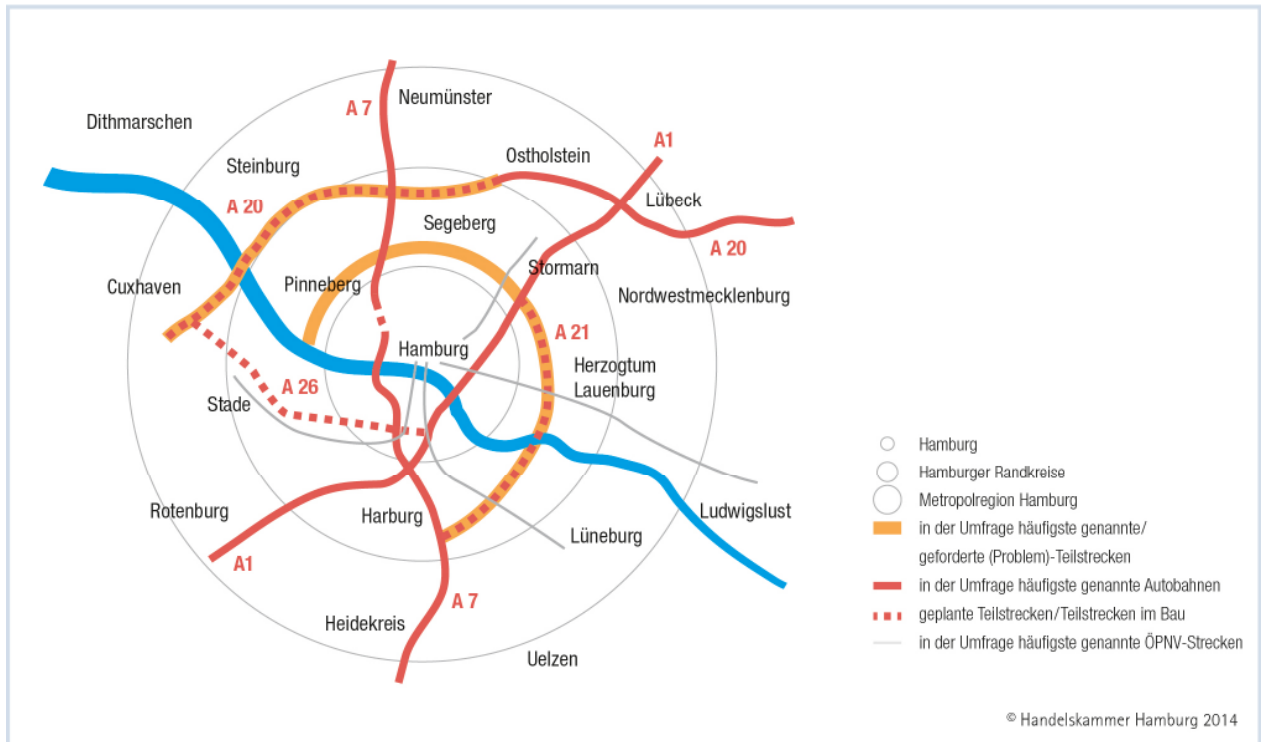 A 7
Neumünster
Dithmarschen
A1
Ostholstein
Steinburg
Lübeck
A 20
Segeberg
A 20
Stormarn
Pinneberg
Cuxhaven
Nordwestmecklenburg
A 21
Hamburg
Herzogtum
Lauenburg
A 26
Stade
Rotenburg
Harburg
Lüneburg
Ludwigslust
A1
A 7
Heidekreis
Uelzen
Hamburg
Hamburger Randkreise
Metropolregion Hamburg
in der Umfrage häufigste genannte/
geforderte (Problem)-Teilstrecken
in der Umfrage häufigste genannte Autobahnen
geplante Teilstrecken/Teilstrecken im Bau
in der Umfrage häufigste genannte ÖPNV-Strecken
© Handelskammer Hamburg 2014